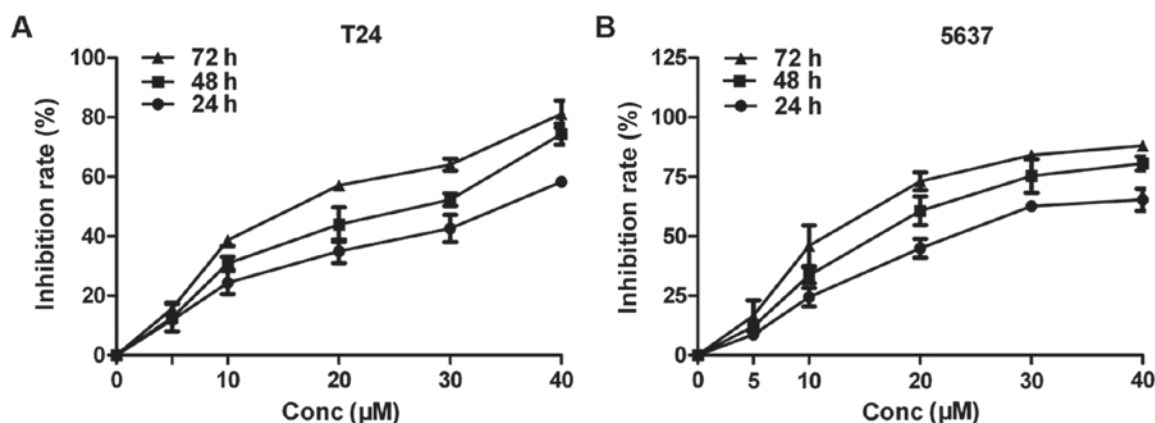 A
T24
72 h
48 h
24 h
Inhibition rate (%)
100
80
60
40
20
0
0 10 20 30 40
Conc (µM)
B
5637
72 h
48 h
24 h
Inhibition rate (%)
125
100
75
50
25
0
0 5 10 20 30 40
Conc (µM)